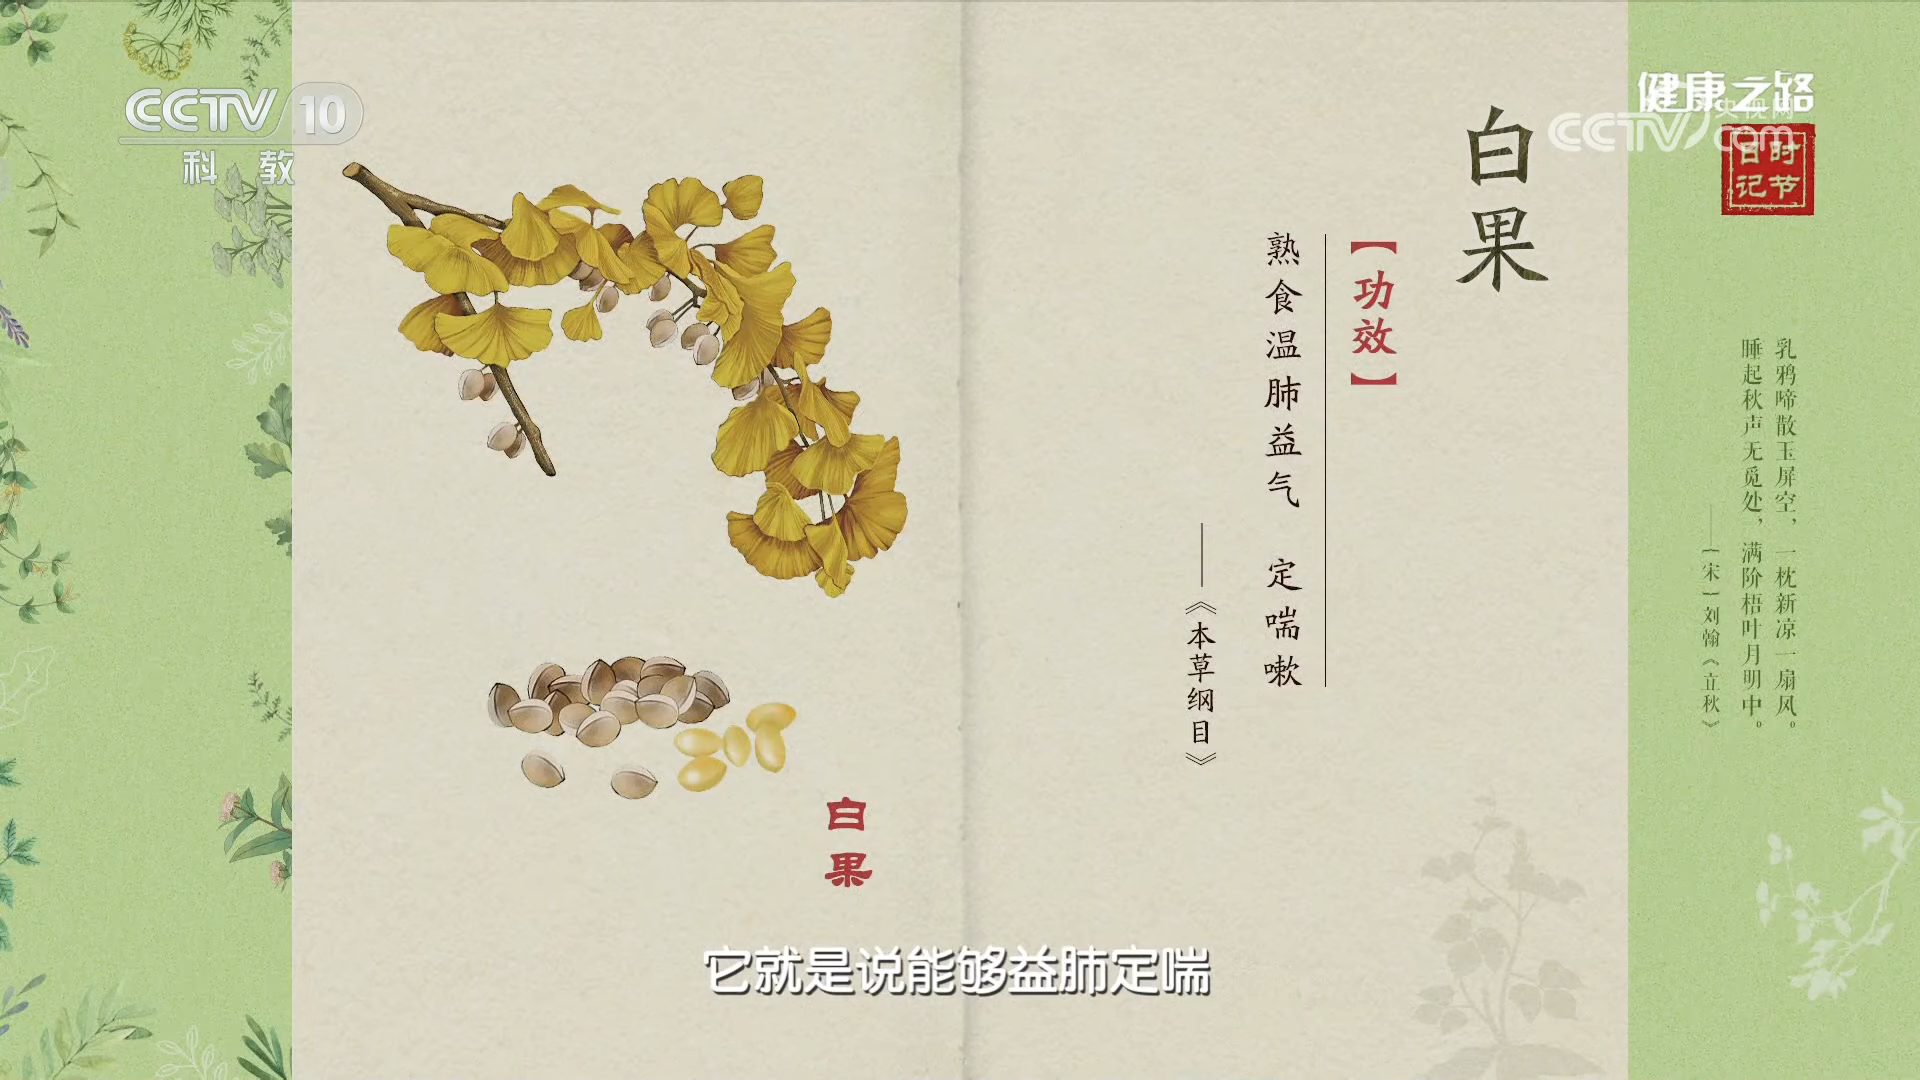 CCTV 10
科 教
健康之路
央视网
CCTV.com
时节
日记
白果
【功效】
熟食温肺益气 定喘嗽
——《本草纲目》
乳鸦啼散玉屏空，一枕新凉一扇风。
睡起秋声无觅处，满阶梧叶月明中。
——[宋]刘翰《立秋》
白果
它就是说能够益肺定喘